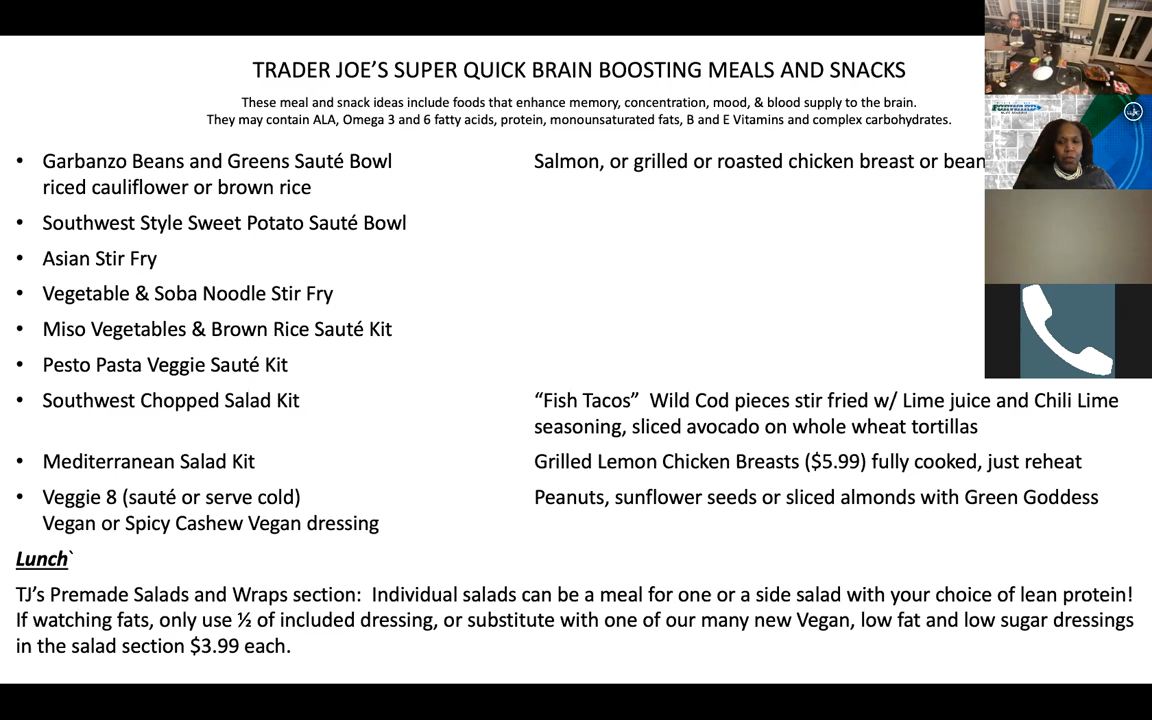 TRADER JOE'S SUPER QUICK BRAIN BOOSTING MEALS AND SNACKS
These meal and snack ideas include foods that enhance memory, concentration, mood, & blood supply to the brain.
They may contain ALA, Omega 3 and 6 fatty acids, protein, monounsaturated fats, B and E Vitamins and complex carbohydrates.
• Garbanzo Beans and Greens Sauté Bowl Salmon, or grilled or roasted chicken breast or bean
riced cauliflower or brown rice
• Southwest Style Sweet Potato Sauté Bowl
• Asian Stir Fry
• Vegetable & Soba Noodle Stir Fry
• Miso Vegetables & Brown Rice Sauté Kit
• Pesto Pasta Veggie Sauté Kit
• Southwest Chopped Salad Kit “Fish Tacos” Wild Cod pieces stir fried w/ Lime juice and Chili Lime
seasoning, sliced avocado on whole wheat tortillas
• Mediterranean Salad Kit Grilled Lemon Chicken Breasts ($5.99) fully cooked, just reheat
• Veggie 8 (sauté or serve cold) Peanuts, sunflower seeds or sliced almonds with Green Goddess
Vegan or Spicy Cashew Vegan dressing
Lunch`
TJ's Premade Salads and Wraps section: Individual salads can be a meal for one or a side salad with your choice of lean protein!
If watching fats, only use ½ of included dressing, or substitute with one of our many new Vegan, low fat and low sugar dressings
in the salad section $3.99 each.
FORWARD